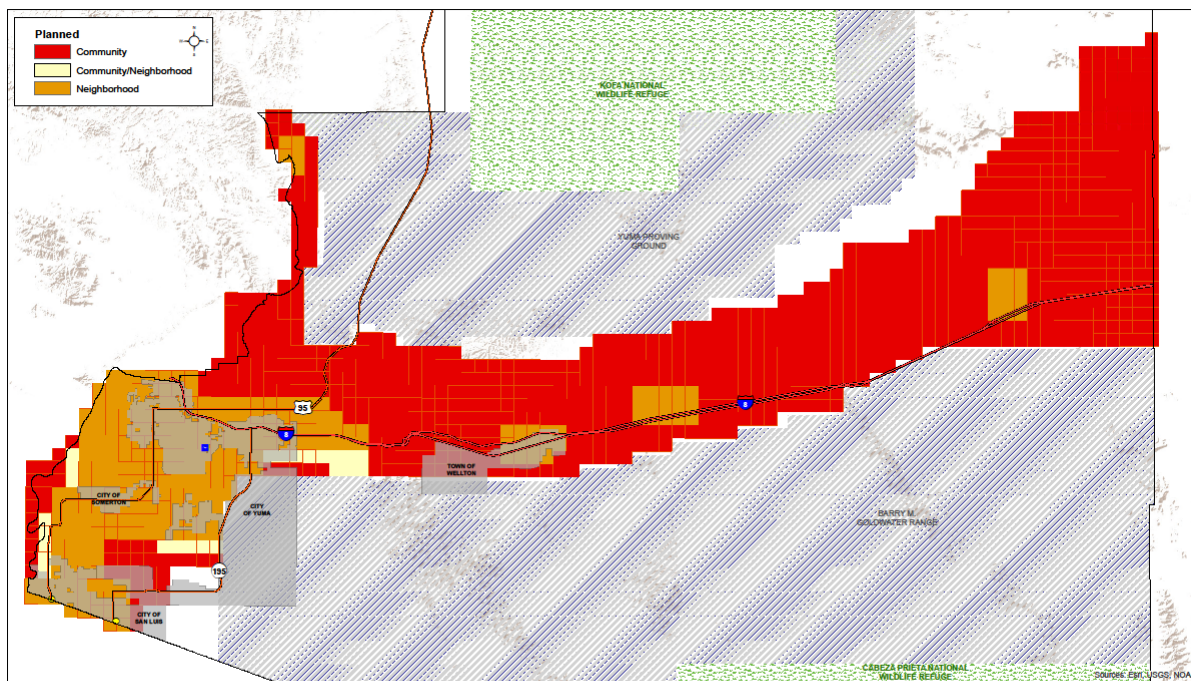 Planned
Community
Community/Neighborhood
Neighborhood
N
W
E
S
KOFA NATIONAL
WILDLIFE REFUGE
YUMA PROVING
GROUND
95
8
8
TOWN OF
WELLTON
CITY OF
SOMERTON
CITY
OF YUMA
BARRY M.
GOLDWATER RANGE
195
CITY OF
SAN LUIS
CABEZA PRIETA NATIONAL
WILDLIFE REFUGE
Sources: Esri, USGS, NOA